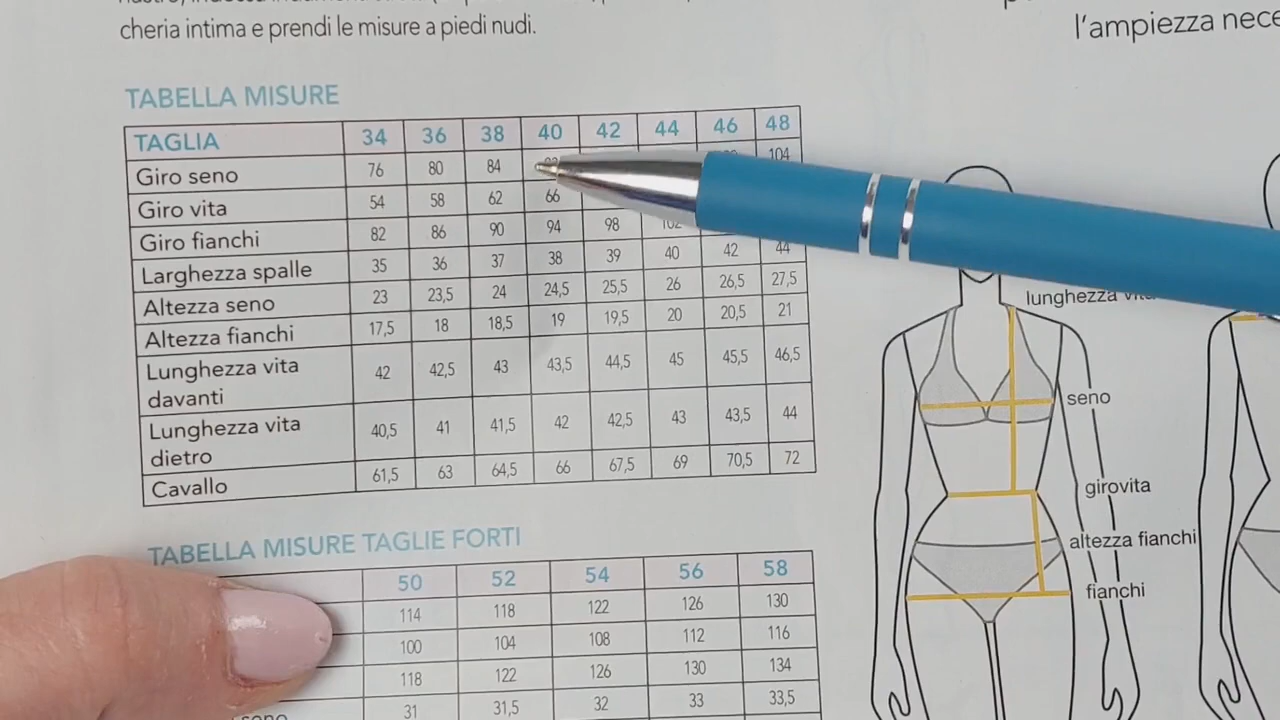 cheria intima e prendi le misure a piedi nudi.
l'ampiezza nece
TABELLA MISURE
TAGLIA 34 36 38 40 42 44 46 48
Giro seno 76 80 84 104
Giro vita 54 58 62 66
Giro fianchi 82 86 90 94 98
Larghezza spalle 35 36 37 38 39 40 42 44
Altezza seno 23 23,5 24 24,5 25,5 26 26,5 27,5
Altezza fianchi 17,5 18 18,5 19 19,5 20 20,5 21
Lunghezza vita
davanti 42 42,5 43 43,5 44,5 45 45,5 46,5
Lunghezza vita
dietro 40,5 41 41,5 42 42,5 43 43,5 44
Cavallo 61,5 63 64,5 66 67,5 69 70,5 72
lunghezza
seno
girovita
altezza fianchi
fianchi
TABELLA MISURE TAGLIE FORTI
50 52 54 56 58
114 118 122 126 130
100 104 108 112 116
118 122 126 130 134
31 31,5 32 33 33,5